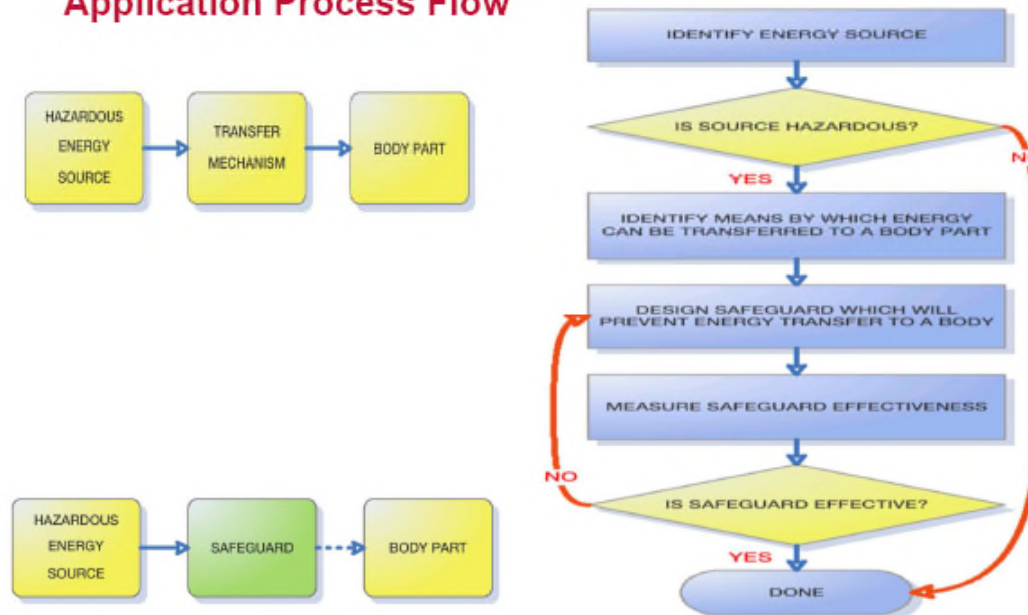 Application Process Flow
HAZARDOUS
ENERGY
SOURCE
TRANSFER
MECHANISM
BODY PART
HAZARDOUS
ENERGY
SOURCE
SAFEGUARD
BODY PART
IDENTIFY ENERGY SOURCE
IS SOURCE HAZARDOUS?
YES
IDENTIFY MEANS BY WHICH ENERGY
CAN BE TRANSFERRED TO A BODY PART
DESIGN SAFEGUARD WHICH WILL
PREVENT ENERGY TRANSFER TO A BODY
MEASURE SAFEGUARD EFFECTIVENESS
NO
IS SAFEGUARD EFFECTIVE?
YES
DONE